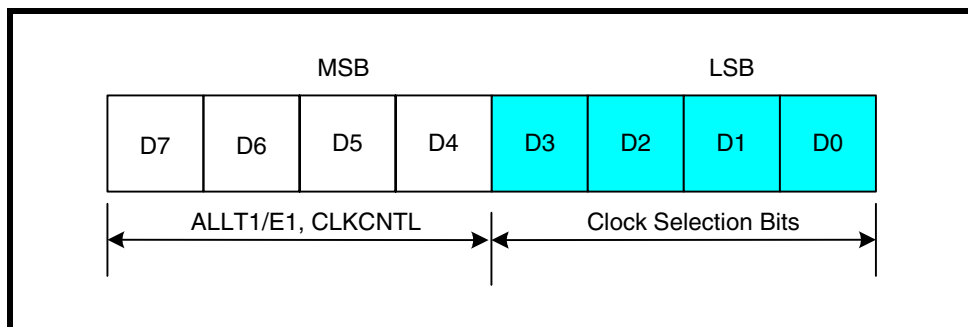 MSB LSB
D7 D6 D5 D4 D3 D2 D1 D0
ALLT1/E1, CLKCNTL Clock Selection Bits